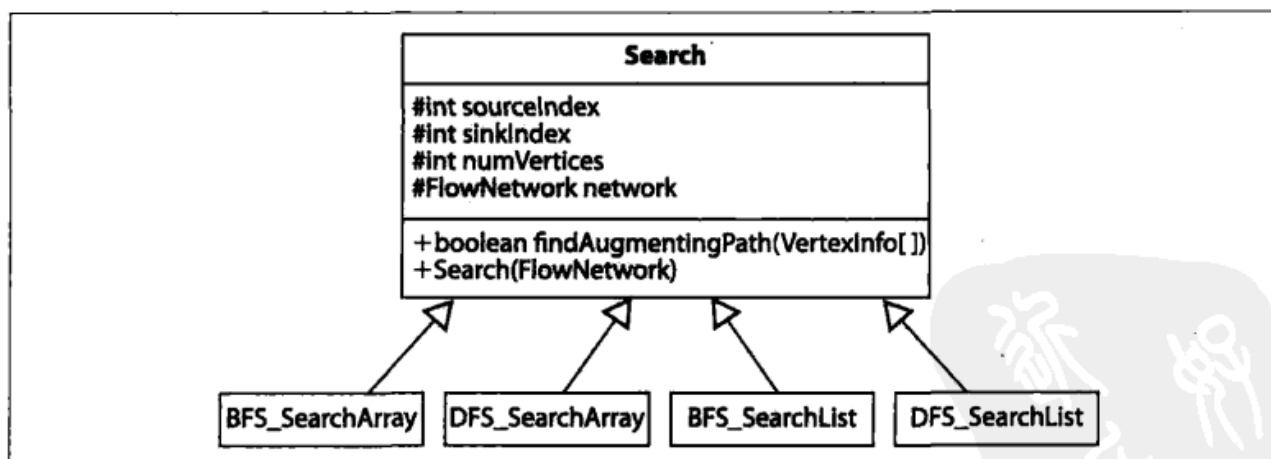 Search
#int sourceIndex
#int sinkIndex
#int numVertices
#FlowNetwork network
+boolean findAugmentingPath(VertexInfo[])
+Search(FlowNetwork)
BFS_SearchArray
DFS_SearchArray
BFS_SearchList
DFS_SearchList